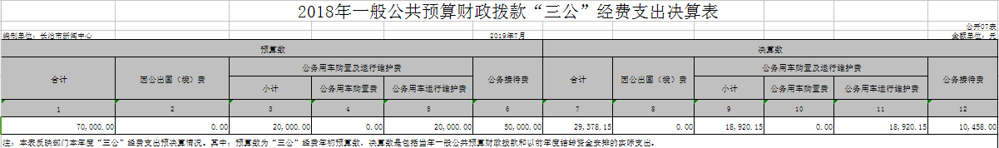 2018年一般公共预算财政拨款“三公”经费支出决算表
公开07表
编制单位：长治市新闻中心 2019年7月 金额单位：元
预算数 决算数
合计 因公出国（境）费 公务用车购置及运行维护费 公务接待费 合计 因公出国（境）费 公务用车购置及运行维护费 公务接待费
小计 公务用车购置费 公务用车运行维护费 小计 公务用车购置费 公务用车运行维护费
1 2 3 4 5 6 7 8 9 10 11 12
70,000.00 0.00 20,000.00 0.00 20,000.00 50,000.00 29,378.15 0.00 18,920.15 0.00 18,920.15 10,458.00
注：本表反映部门本年度“三公”经费支出预决算情况。其中：预算数为“三公”经费年初预算数，决算数是包括当年一般公共预算财政拨款和以前年度结转资金安排的实际支出。